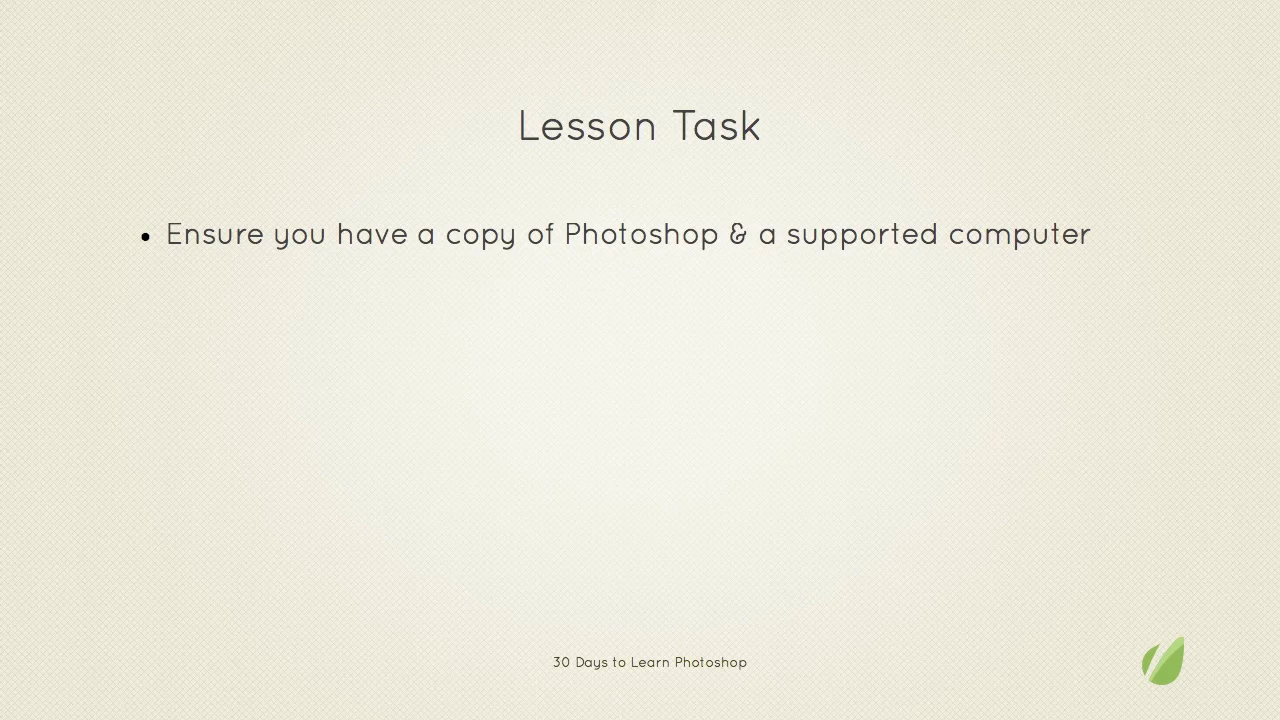 Lesson Task
• Ensure you have a copy of Photoshop & a supported computer
30 Days to Learn Photoshop